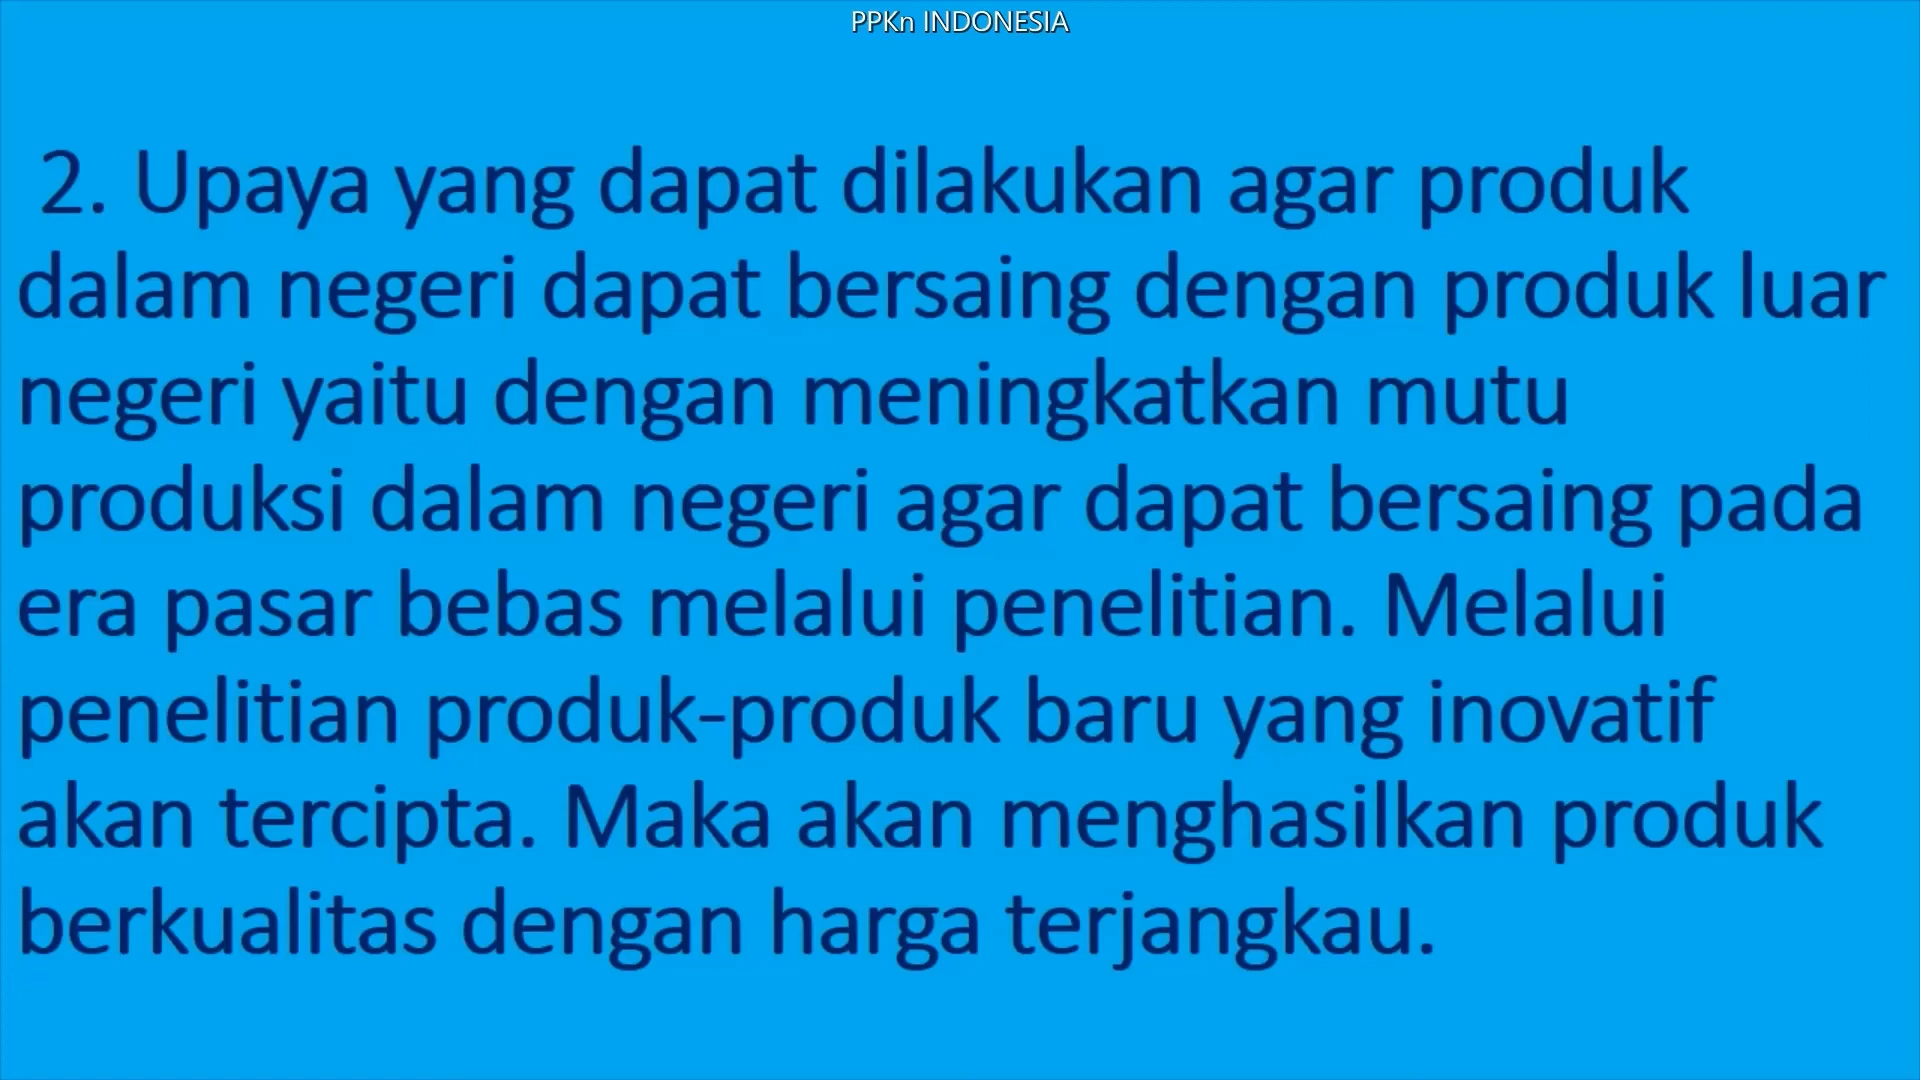 PPKn INDONESIA
2. Upaya yang dapat dilakukan agar produk
dalam negeri dapat bersaing dengan produk luar
negeri yaitu dengan meningkatkan mutu
produksi dalam negeri agar dapat bersaing pada
era pasar bebas melalui penelitian. Melalui
penelitian produk-produk baru yang inovatif
akan tercipta. Maka akan menghasilkan produk
berkualitas dengan harga terjangkau.